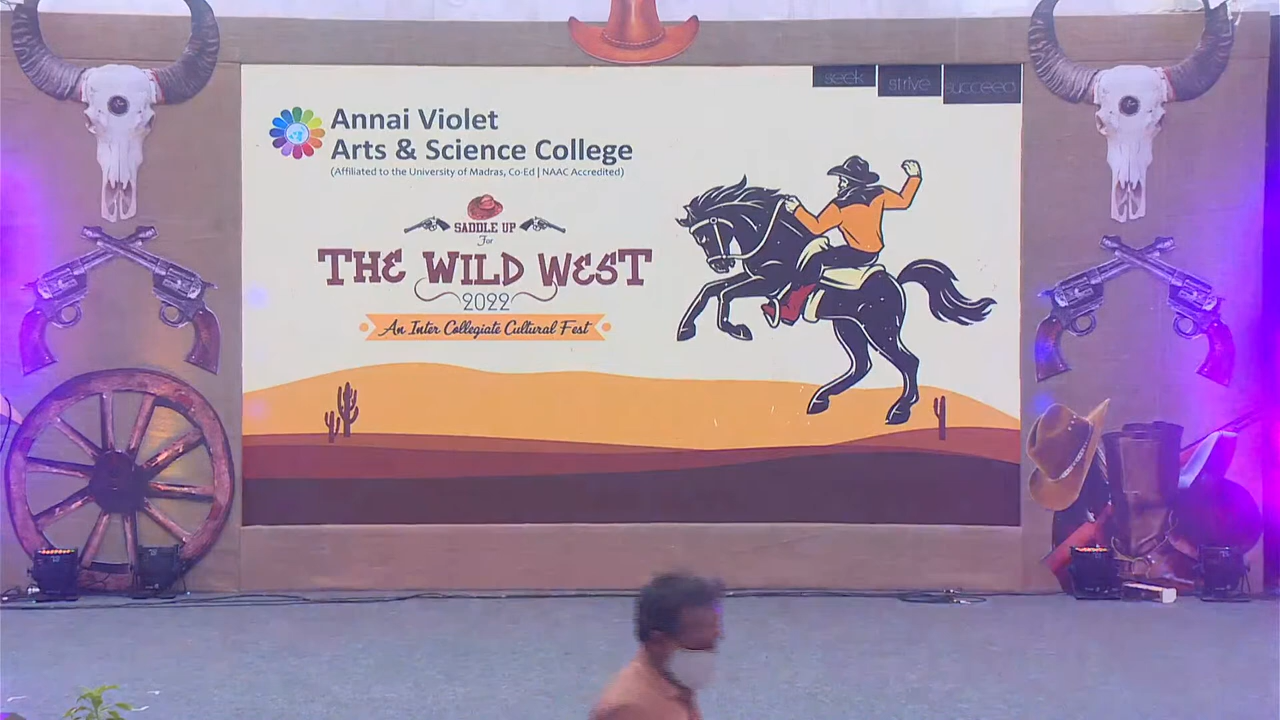 seek strive succeed
Annai Violet
Arts & Science College
(Affiliated to the University of Madras, Co-Ed | NAAC Accredited)
SADDLE UP
For
THE WILD WEST
2022
An Inter Collegiate Cultural Fest